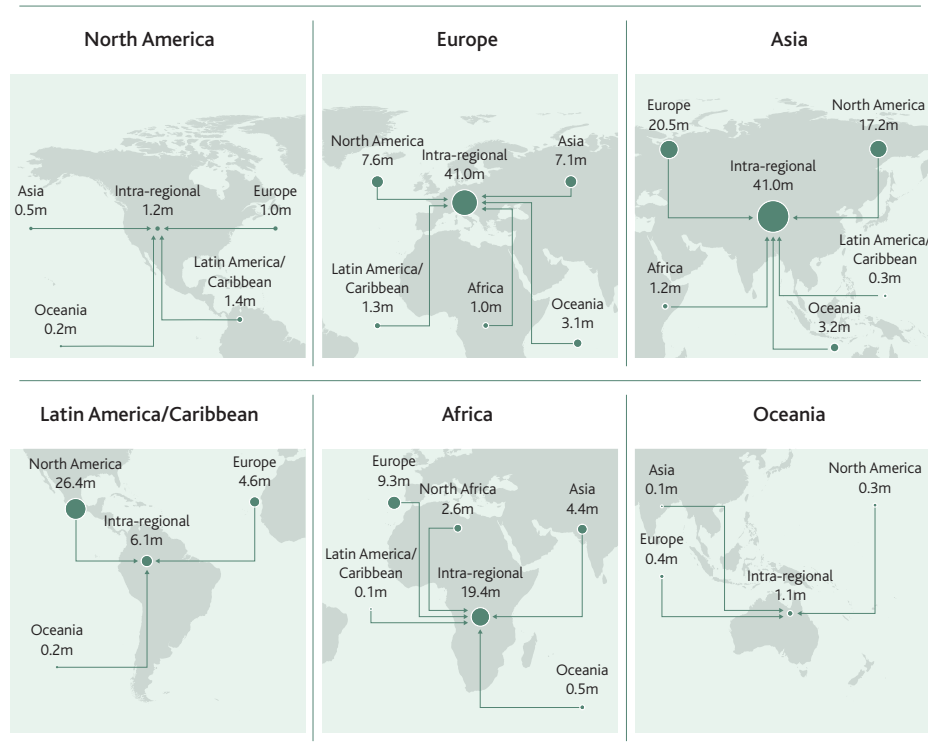 North America
Asia
0.5m
Intra-regional
1.2m
Europe
1.0m
Latin America/
Caribbean
1.4m
Oceania
0.2m
Europe
North America
7.6m
Intra-regional
41.0m
Asia
7.1m
Latin America/
Caribbean
1.3m
Africa
1.0m
Oceania
3.1m
Asia
Europe
20.5m
North America
17.2m
Intra-regional
41.0m
Latin America/
Caribbean
0.3m
Africa
1.2m
Oceania
3.2m
Latin America/Caribbean
North America
26.4m
Europe
4.6m
Intra-regional
6.1m
Oceania
0.2m
Africa
Europe
9.3m
North Africa
2.6m
Asia
4.4m
Latin America/
Caribbean
0.1m
Intra-regional
19.4m
Oceania
0.5m
Oceania
Asia
0.1m
North America
0.3m
Europe
0.4m
Intra-regional
1.1m